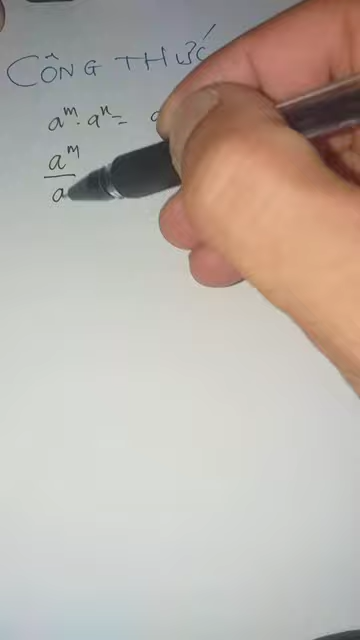 CÔNG THỨC
a^m . a^n =
a^m
/a